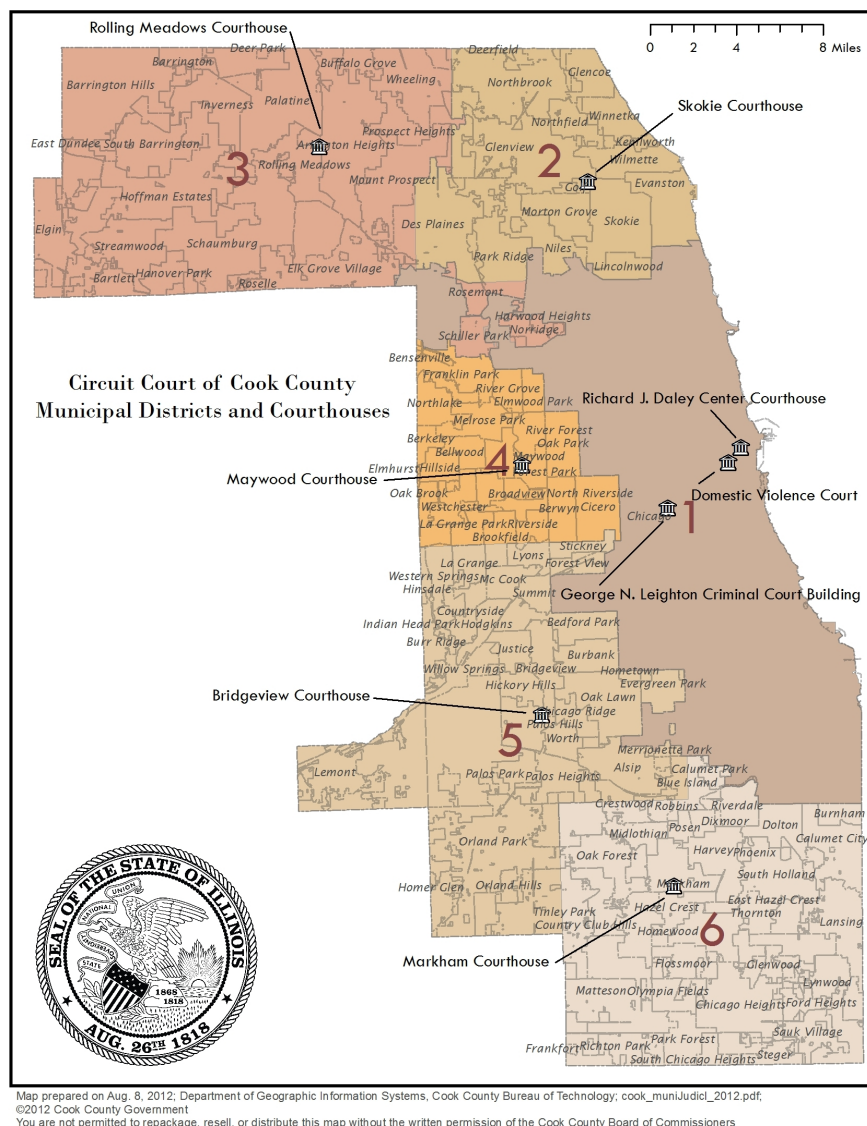 Rolling Meadows Courthouse
0 2 4 8 Miles
Deer Park
Deerfield
Barrington
Buffalo Grove
Glencoe
Wheeling
Northbrook
Barrington Hills
Palatine
Inverness
Skokie Courthouse
Winnetka
Northfield
Prospect Heights
East Dundee South Barrington
Arlington Heights
Kenilworth
Glenview
2
Wilmette
3
Rolling Meadows
Mount Prospect
Golf
Evanston
Hoffman Estates
Morton Grove
Skokie
Elgin
Des Plaines
Streamwood
Schaumburg
Niles
Park Ridge
Lincolnwood
Bartlett
Hanover Park
Elk Grove Village
Roselle
Rosemont
Harwood Heights
Norridge
Schiller Park
Bensenville
Circuit Court of Cook County
Municipal Districts and Courthouses
Franklin Park
River Grove
Northlake
Elmwood Park
Richard J. Daley Center Courthouse
Melrose Park
River Forest
Berkeley
Oak Park
Bellwood
Maywood
4
Elmhurst
Hillside
Forest Park
Maywood Courthouse
Oak Brook
Broadview
North Riverside
Domestic Violence Court
Westchester
Berwyn
Cicero
Chicago
1
La Grange Park
Riverside
Brookfield
Stickney
Lyons
La Grange
Forest View
Western Springs
Mc Cook
Hinsdale
Summit
George N. Leighton Criminal Court Building
Countryside
Indian Head Park
Hodgkins
Bedford Park
Burr Ridge
Justice
Burbank
Willow Springs
Bridgeview
Hometown
Hickory Hills
Evergreen Park
Bridgeview Courthouse
Oak Lawn
Chicago Ridge
Palos Hills
5
Worth
Merrionette Park
Lemont
Palos Park
Palos Heights
Alsip
Calumet Park
Blue Island
Crestwood
Robbins
Riverdale
Burnham
Dixmoor
Posen
Dolton
Midlothian
Calumet City
Orland Park
Oak Forest
Harvey
Phoenix
South Holland
Homer Glen
Orland Hills
Markham
East Hazel Crest
Hazel Crest
Thornton
Tinley Park
Lansing
Country Club Hills
Homewood
6
Markham Courthouse
Flossmoor
Glenwood
Lynwood
Matteson
Olympia Fields
Chicago Heights
Ford Heights
Sauk Village
Park Forest
Frankfort
Richton Park
Steger
South Chicago Heights
SEAL OF THE STATE OF ILLINOIS
STATE
SOVEREIGNTY
NATIONAL
UNION
1868
1818
AUG. 26TH 1818
Map prepared on Aug. 8, 2012; Department of Geographic Information Systems, Cook County Bureau of Technology; cook_muniJudicl_2012.pdf;
©2012 Cook County Government
You are not permitted to repackage, resell, or distribute this map without the written permission of the Cook County Board of Commissioners